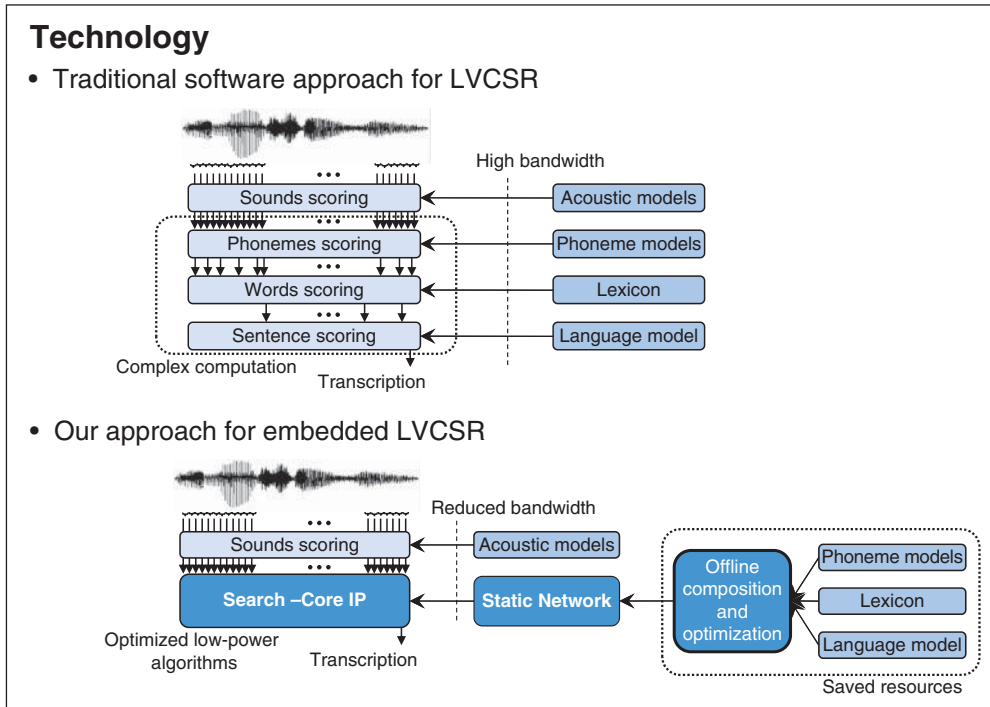 Technology
• Traditional software approach for LVCSR
High bandwidth
•••
Sounds scoring
Acoustic models
•••
Phonemes scoring
Phoneme models
•••
Words scoring
Lexicon
•••
Sentence scoring
Language model
Complex computation
Transcription
• Our approach for embedded LVCSR
Reduced bandwidth
•••
Sounds scoring
Acoustic models
•••
Search –Core IP
Static Network
Offline
composition
and
optimization
Phoneme models
Lexicon
Language model
Optimized low-power
algorithms
Transcription
Saved resources